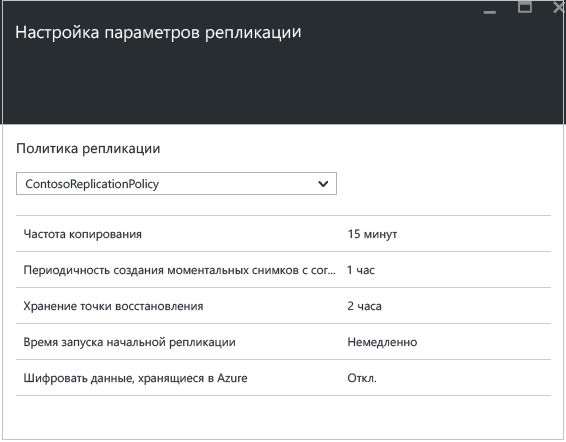 Настройка параметров репликации
Политика репликации
ContosoReplicationPolicy
Частота копирования 15 минут
Периодичность создания моментальных снимков с сог... 1 час
Хранение точки восстановления 2 часа
Время запуска начальной репликации Немедленно
Шифровать данные, хранящиеся в Azure Откл.